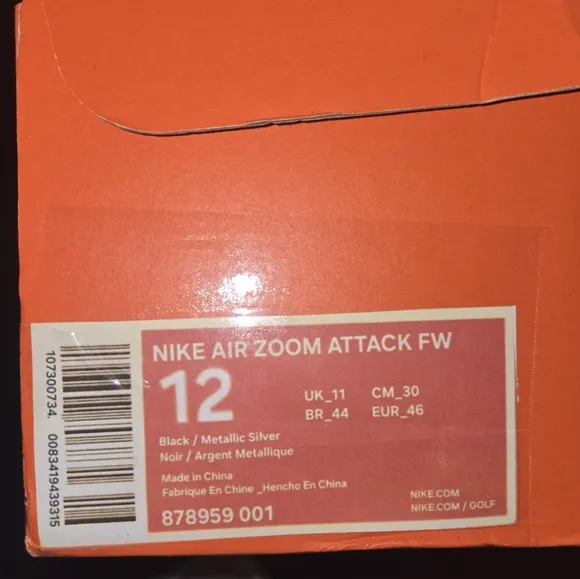 NIKE AIR ZOOM ATTACK FW
12
UK_11 CM_30
BR_44 EUR_46
Black / Metallic Silver
Noir / Argent Metallique
Made in China
Fabrique En Chine _Hencho En China
878959 001
NIKE.COM
NIKE.COM / GOLF
107300734. 0083419439315